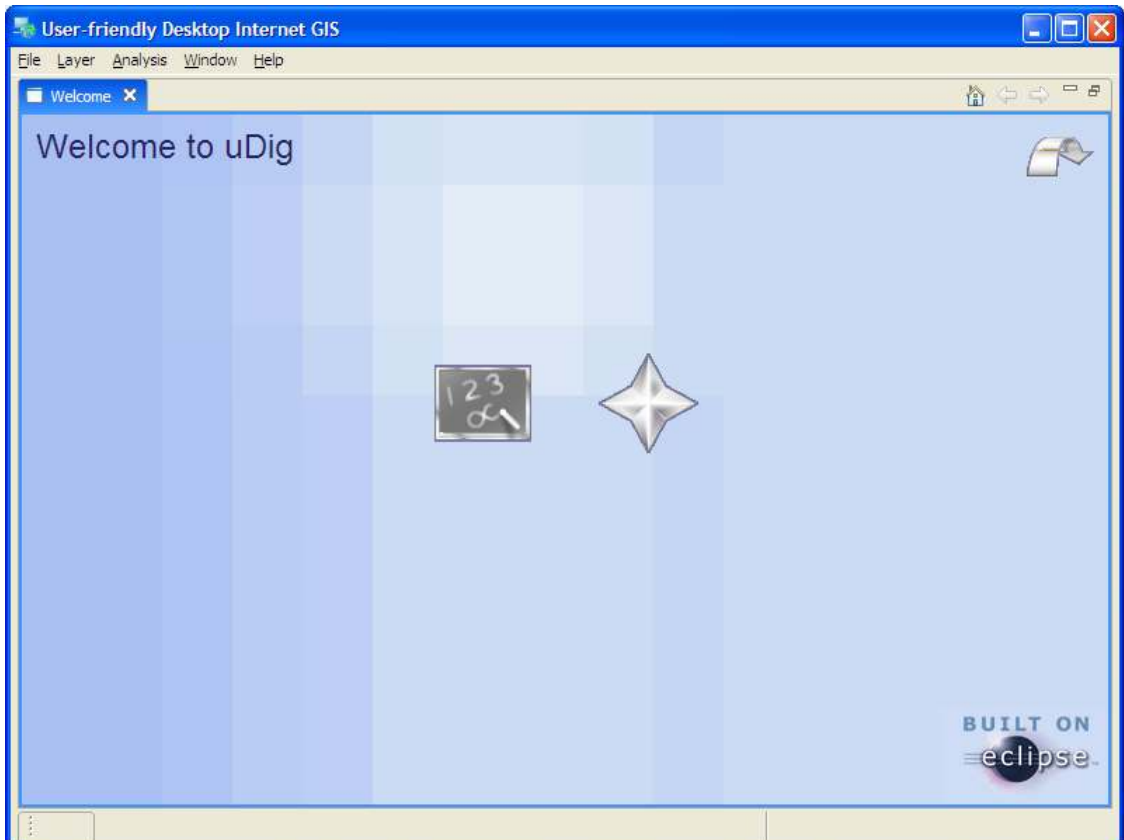 User-friendly Desktop Internet GIS
File Layer Analysis Window Help
Welcome
Welcome to uDig
123
BUILT ON
eclipse